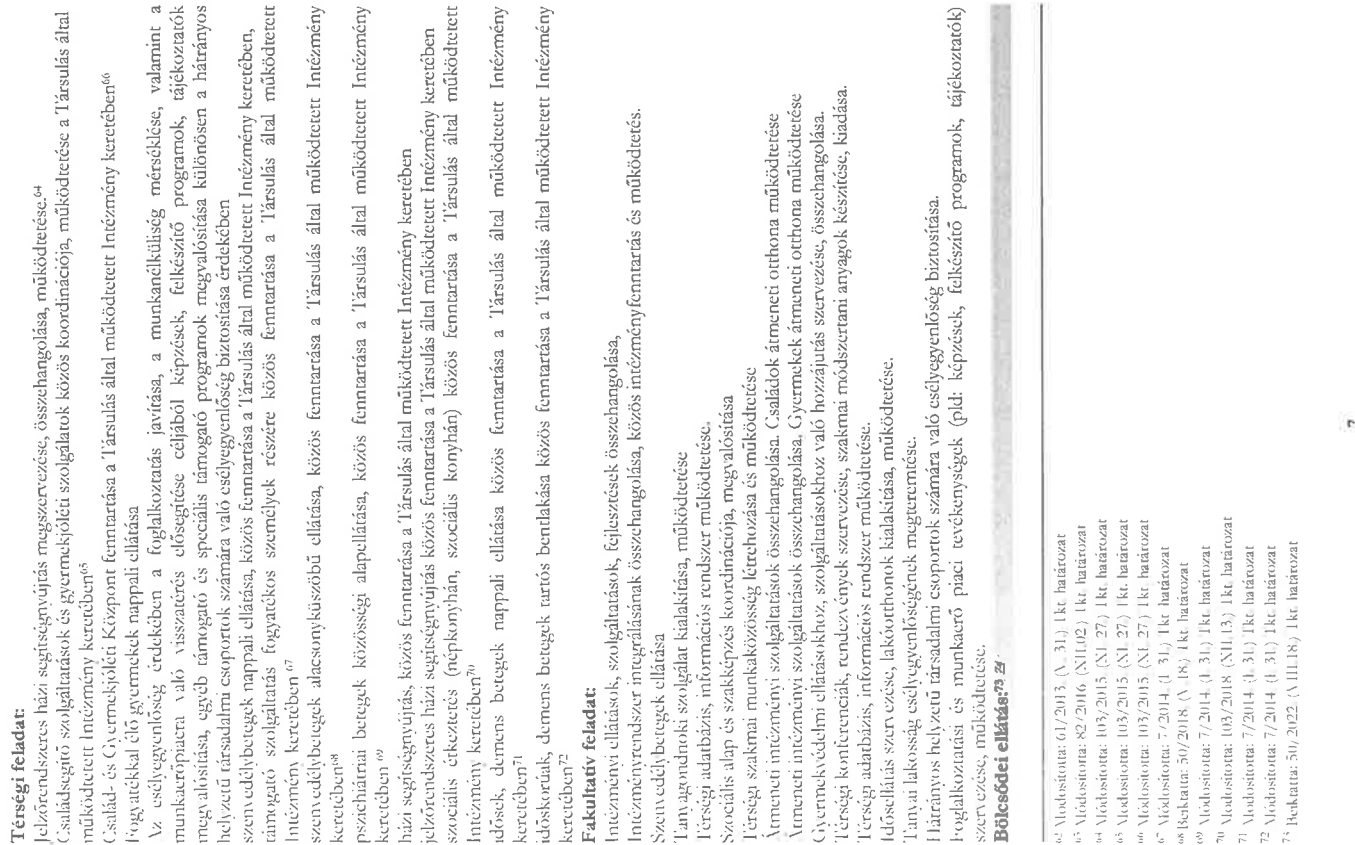 Térségi feladat:
Jelzőrendszeres házi segítségnyújtás megszervezése, összehangolása, működtetése.64
Családsegítő szolgáltatások és gyermekjóléti szolgálatok közös koordinációja, működtetése a Társulás által
működtetett Intézmény keretében65
Család- és Gyermekjóléti Központ fenntartása a Társulás által működtetett Intézmény keretében66
Fogyatékkal élő gyermekek nappali ellátása
Az esélyegyenlőség érdekében a foglalkoztatás javítása, a munkanélküliség mérséklése, valamint a
munkaerőpiacra való visszatérés elősegítése céljából képzések, felkészítő programok, tájékoztatók
megvalósítása, egyéb támogató és speciális támogató programok megvalósítása különösen a hátrányos
helyzetű társadalmi csoportok számára való esélyegyenlőség biztosítása érdekében
szenvedélybetegek nappali ellátása, közös fenntartása a Társulás által működtetett Intézmény keretében,
támogató szolgáltatás fogyatékos személyek részére közös fenntartása a Társulás által működtetett
Intézmény keretében 67
szenvedélybetegek alacsonyküszöbű ellátása, közös fenntartása a Társulás által működtetett Intézmény
keretében68
pszichiátriai betegek közösségi alapellátása, közös fenntartása a Társulás által működtetett Intézmény
keretében 69
házi segítségnyújtás, közös fenntartása a Társulás által működtetett Intézmény keretében
jelzőrendszeres házi segítségnyújtás közös fenntartása a Társulás által működtetett Intézmény keretében
szociális étkeztetés (népkonyhán, szociális konyhán) közös fenntartása a Társulás által működtetett
Intézmény keretében70
idősek, demens betegek nappali ellátása közös fenntartása a Társulás által működtetett Intézmény
keretében71
időskorúak, demens betegek tartós bentlakása közös fenntartása a Társulás által működtetett Intézmény
keretében72
Fakultatív feladat:
Intézményi ellátások, szolgáltatások, fejlesztések összehangolása,
Intézményrendszer integrálásának összehangolása, közös intézményfenntartás és működtetés.
Szenvedélybetegek ellátása
Tanyagondnoki szolgálat kialakítása, működtetése
Térségi adatbázis, információs rendszer működtetése.
Szociális alap és szakképzés koordinációja, megvalósítása
Térségi szakmai munkaközösség létrehozása és működtetése
Átmeneti intézményi szolgáltatások összehangolása. Családok átmeneti otthona működtetése
Átmeneti intézményi szolgáltatások összehangolása. Gyermekek átmeneti otthona működtetése
Gyermekvédelmi ellátásokhoz, szolgáltatásokhoz való hozzájutás szervezése, összehangolása.
Térségi konferenciák, rendezvények szervezése, szakmai módszertani anyagok készítése, kiadása.
Térségi adatbázis, információs rendszer működtetése.
Idősellátás szervezése, lakóotthonok kialakítása, működtetése.
Tanyai lakosság esélyegyenlőségének megteremtése.
Hátrányos helyzetű társadalmi csoportok számára való esélyegyenlőség biztosítása.
Foglalkoztatási és munkaerő piaci tevékenységek (pld: képzések, felkészítő programok, tájékoztatók)
szervezése, működtetése.
Bölcsődei ellátás:73 74
62 Módosította: 61/2013. (X. 31.) Tkt. határozat
63 Módosította: 82/2016. (XII.02.) Tkt. határozat
64 Módosította: 103/2015. (XI. 27.) Tkt. határozat
65 Módosította: 103/2015. (XI. 27.) Tkt. határozat
66 Módosította: 103/2015. (XI. 27.) Tkt. határozat
67 Módosította: 7/2014. (I. 31.) Tkt. határozat
68 Beiktatta: 50/2018. (V. 18.) Tkt. határozat
69 Módosította: 7/2014. (I. 31.) Tkt. határozat
70 Módosította: 103/2018. (XII.13.) Tkt. határozat
71 Módosította: 7/2014. (I. 31.) Tkt. határozat
72 Módosította: 7/2014. (I. 31.) Tkt. határozat
73 Beiktatta: 50/2022. (VIII.18.) Tkt. határozat
7